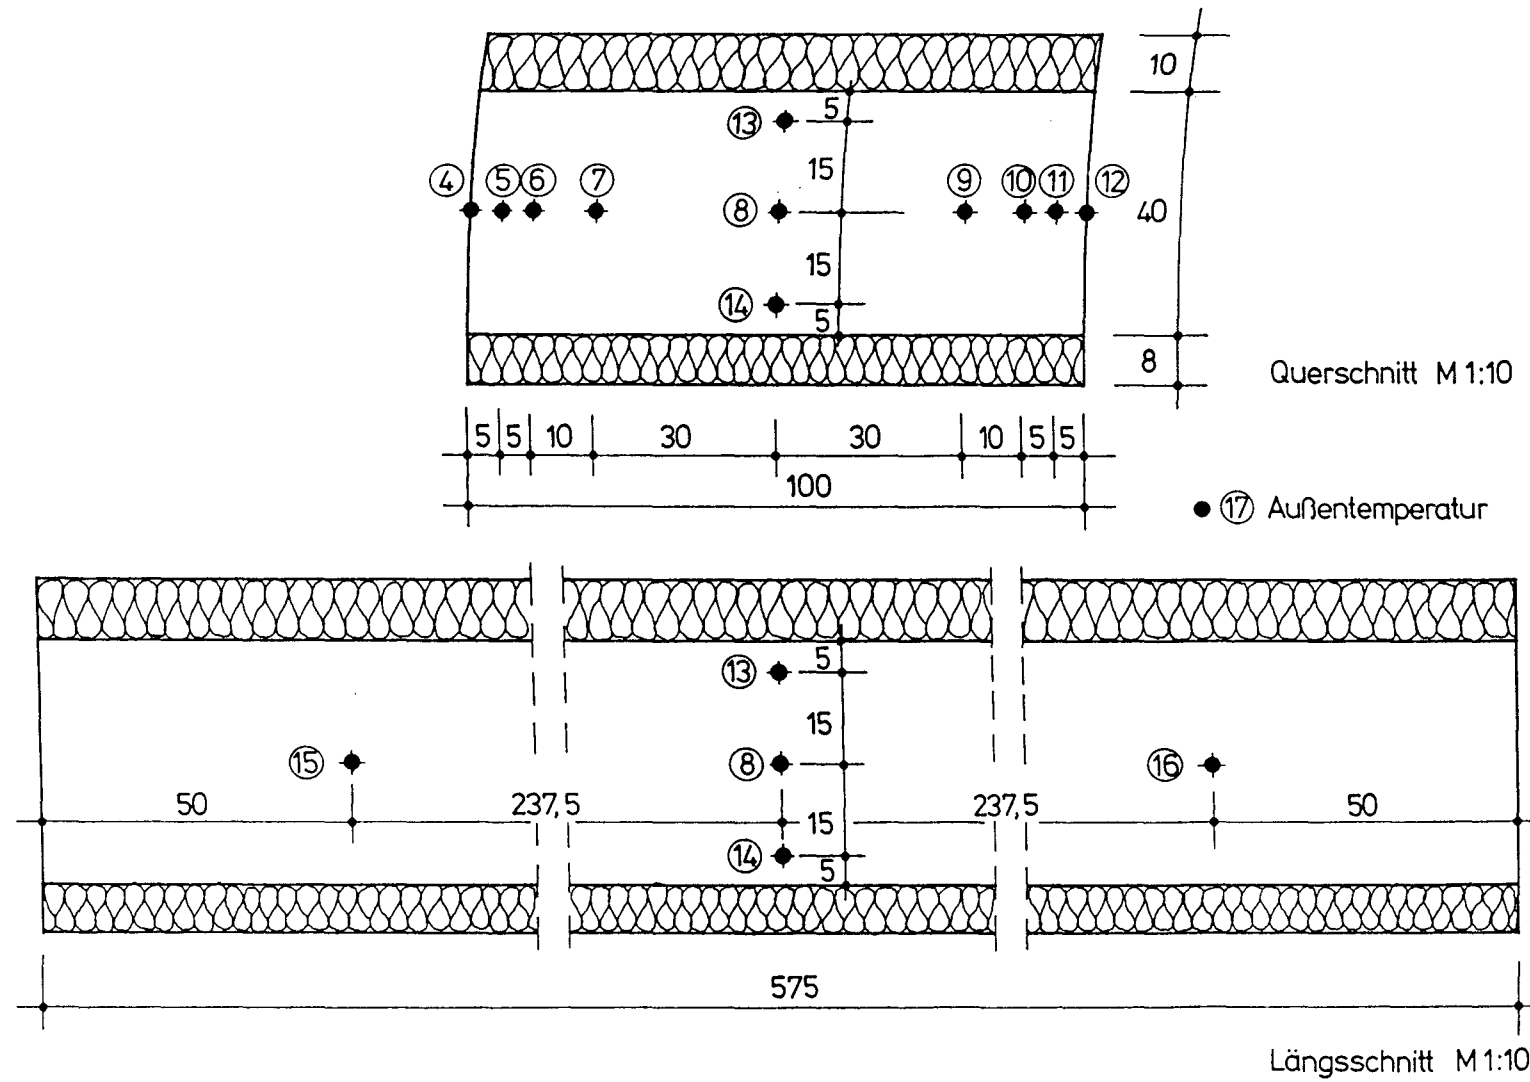 10
5
⑬
15
④ ⑤ ⑥ ⑦ ⑨ ⑩ ⑪ ⑫
⑧ 40
15
⑭
5
8
Querschnitt M 1:10
5 5 10 30 30 10 5 5
100
⑰ Außentemperatur
5
⑬
15
⑮ ⑧ ⑯
50 237,5 15 237,5 50
⑭
5
575
Längsschnitt M 1:10